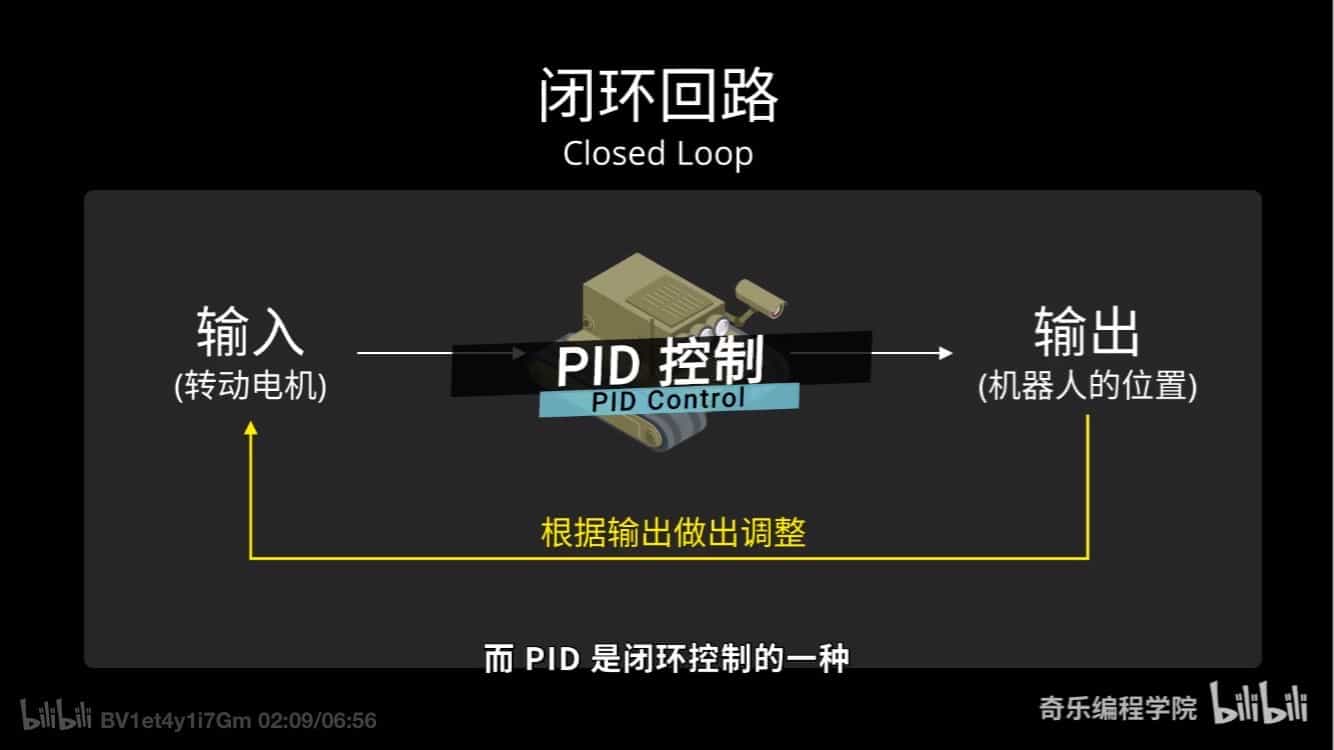 闭环回路
Closed Loop
输入
(转动电机)
PID 控制
PID Control
输出
(机器人的位置)
根据输出做出调整
而 PID 是闭环控制的一种
bilibili BV1et4y1i7Gm 02:09/06:56
奇乐编程学院 bilibili